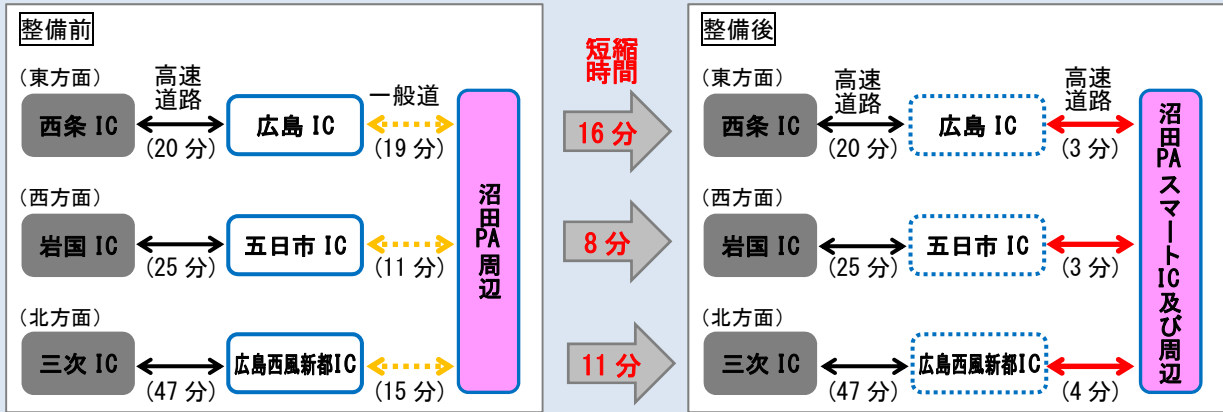 整備前
（東方面）
高速
道路
一般道
西条 IC
広島 IC
(20 分)
(19 分)
（西方面）
岩国 IC
五日市 IC
(25 分)
(11 分)
（北方面）
三次 IC
広島西風新都IC
(47 分)
(15 分)
沼田PA周辺
短縮
時間
16 分
8 分
11 分
整備後
（東方面）
高速
道路
高速
道路
西条 IC
広島 IC
(20 分)
(3 分)
（西方面）
岩国 IC
五日市 IC
(25 分)
(3 分)
（北方面）
三次 IC
広島西風新都IC
(47 分)
(4 分)
沼田PAスマートIC及び周辺